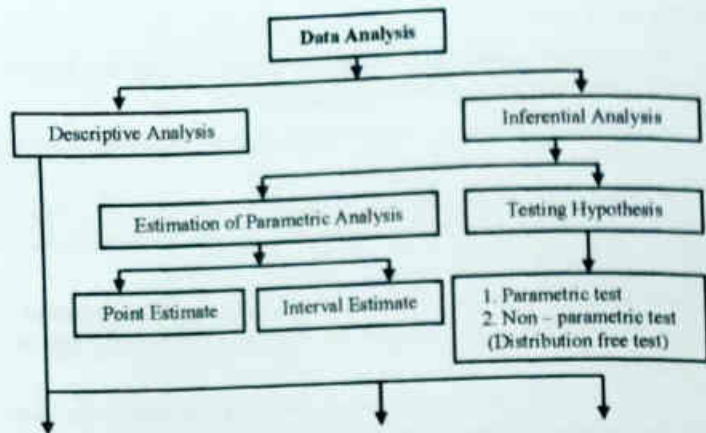 Data Analysis
Descriptive Analysis
Inferential Analysis
Estimation of Parametric Analysis
Testing Hypothesis
Point Estimate
Interval Estimate
1. Parametric test
2. Non – parametric test
(Distribution free test)